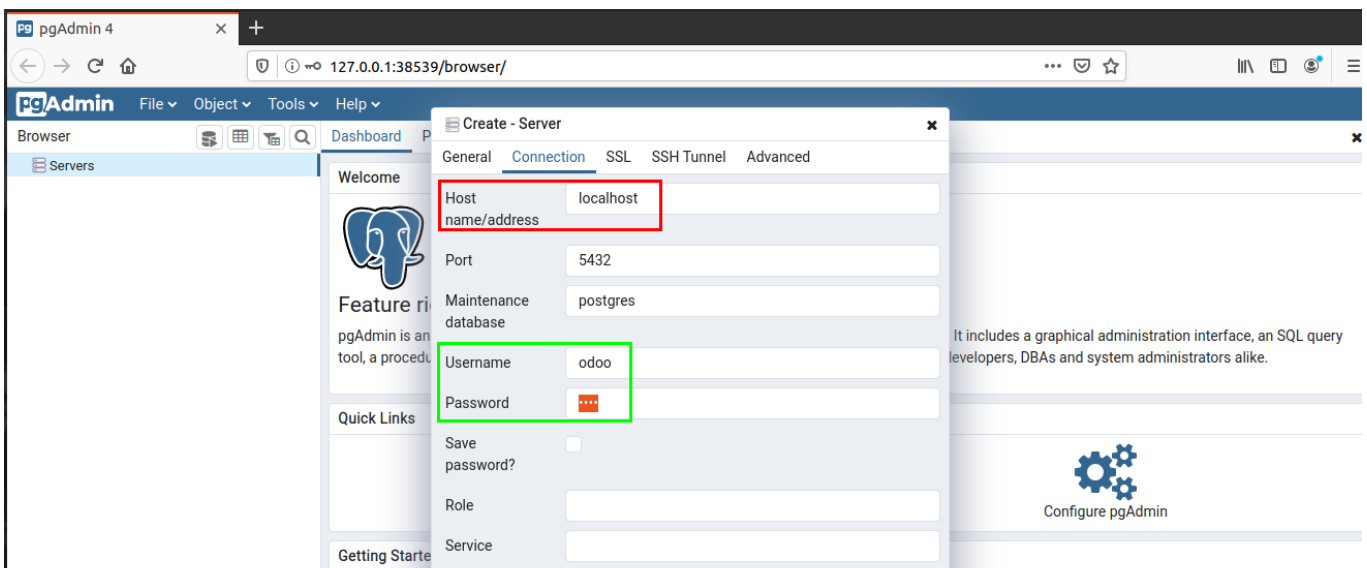 pgAdmin 4
127.0.0.1:38539/browser/
pgAdmin File Object Tools Help
Browser
Servers
Dashboard P
Welcome
Feature ri
pgAdmin is an
tool, a procedu
It includes a graphical administration interface, an SQL query
developers, DBAs and system administrators alike.
Quick Links
Configure pgAdmin
Getting Starte
Create - Server
General Connection SSL SSH Tunnel Advanced
Host
name/address
localhost
Port
5432
Maintenance
database
postgres
Username
odoo
Password
••••
Save
password?
Role
Service